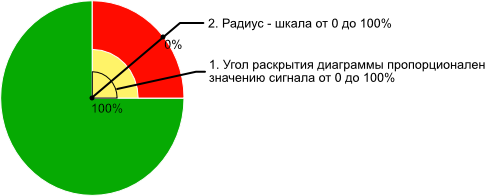 2. Радиус - шкала от 0 до 100%
0%
1. Угол раскрытия диаграммы пропорционален
значению сигнала от 0 до 100%
100%